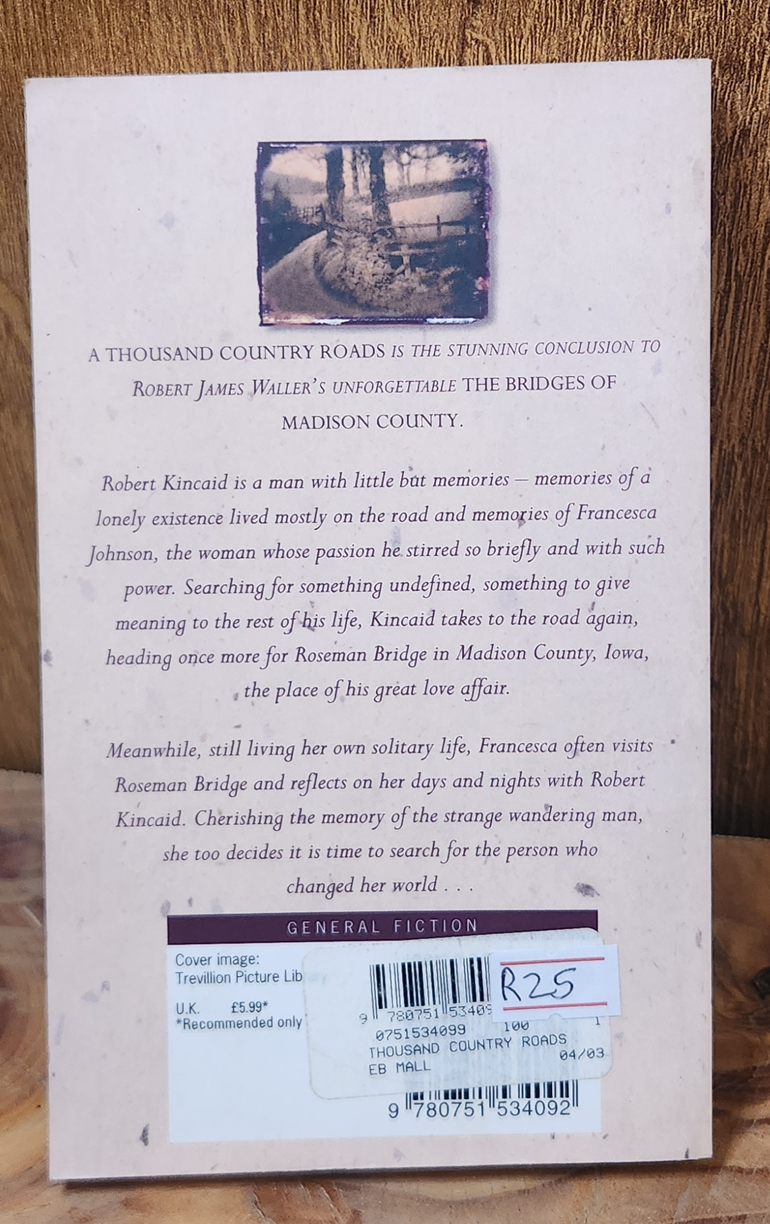 A THOUSAND COUNTRY ROADS IS THE STUNNING CONCLUSION TO
ROBERT JAMES WALLER'S UNFORGETTABLE THE BRIDGES OF
MADISON COUNTY.
Robert Kincaid is a man with little but memories – memories of a
lonely existence lived mostly on the road and memories of Francesca
Johnson, the woman whose passion he stirred so briefly and with such
power. Searching for something undefined, something to give
meaning to the rest of his life, Kincaid takes to the road again,
heading once more for Roseman Bridge in Madison County, Iowa,
the place of his great love affair.
Meanwhile, still living her own solitary life, Francesca often visits
Roseman Bridge and reflects on her days and nights with Robert
Kincaid. Cherishing the memory of the strange wandering man,
she too decides it is time to search for the person who
changed her world . . .
GENERAL FICTION
Cover image:
Trevillion Picture Lib
U.K. £5.99*
*Recommended only
R25
9 780751 53409
0751534099 100 1
THOUSAND COUNTRY ROADS
EB MALL 04/03
9 780751 534092